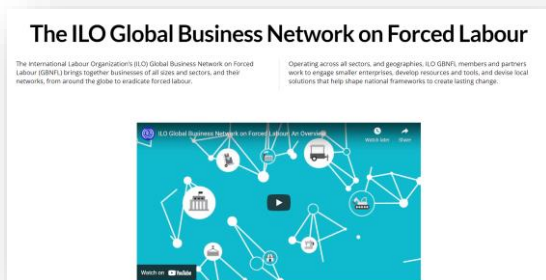 The ILO Global Business Network on Forced Labour
The International Labour Organization's (ILO) Global Business Network on Forced
Labour (GBNFL) brings together businesses of all sizes and sectors, and their
networks, from around the globe to eradicate forced labour.
Operating across all sectors, and geographies, ILO GBNFL members and partners
work to engage smaller enterprises, develop resources and tools, and devise local
solutions that help shape national frameworks to create lasting change.
ILO Global Business Network on Forced Labour: An Overview
Watch later
Share
Watch on YouTube